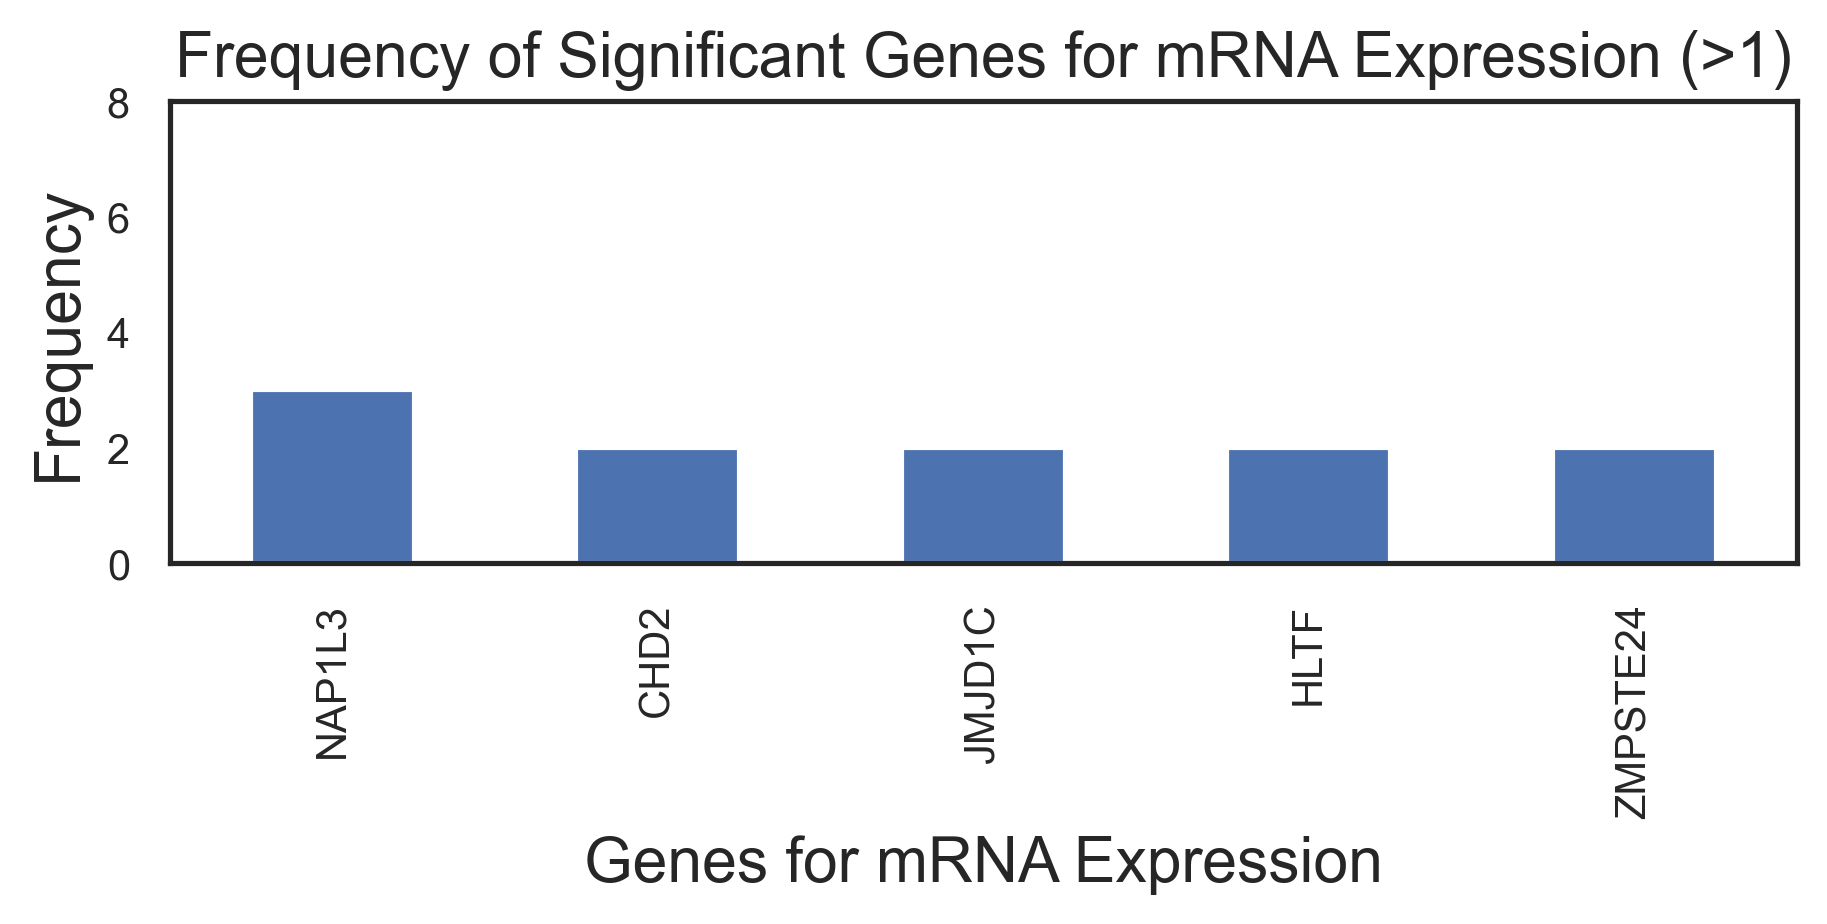 Frequency of Significant Genes for mRNA Expression (>1)
Frequency
8
6
4
2
0
NAP1L3
CHD2
JMJD1C
HLTF
ZMPSTE24
Genes for mRNA Expression